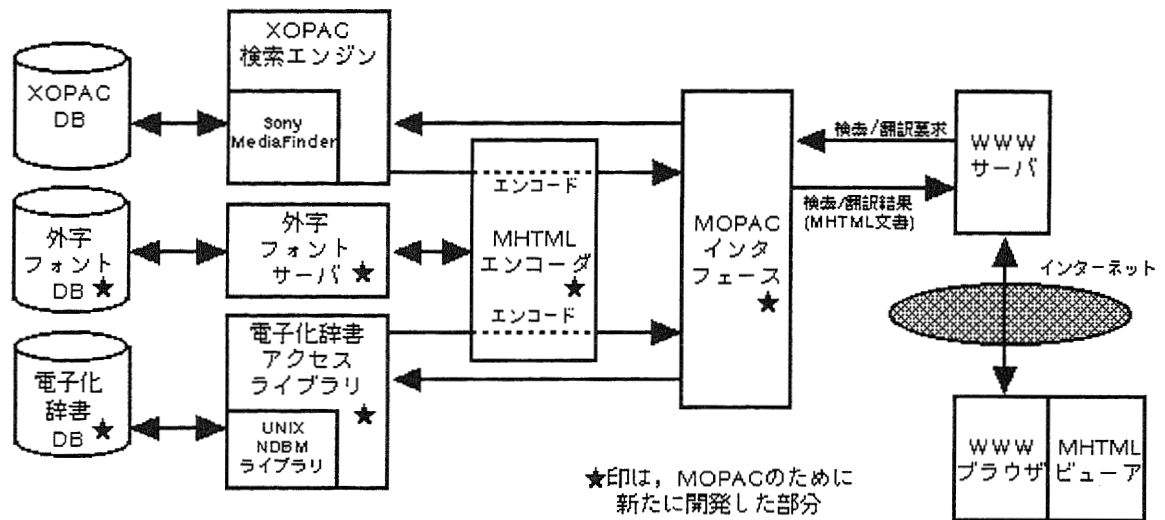 XOPAC
DB
XOPAC
検索エンジン
Sony
MediaFinder
外字
フォント
DB★
外字
フォント
サーバ★
電子化
辞書
DB★
電子化辞書
アクセス
ライブラリ
★
UNIX
NDBM
ライブラリ
エンコード
MHTML
エンコーダ
★
エンコード
MOPAC
インタ
フェース
★
検索/翻訳要求
検索/翻訳結果
(MHTML文書)
WWW
サーバ
インターネット
WWW
ブラウザ
MHTML
ビューア
★印は，MOPACのために
新たに開発した部分